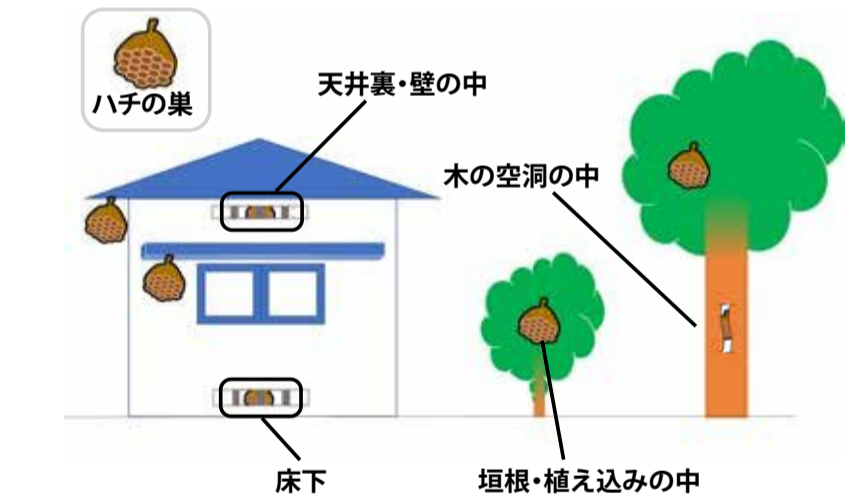 ハチの巣
天井裏・壁の中
木の空洞の中
床下
垣根・植え込みの中